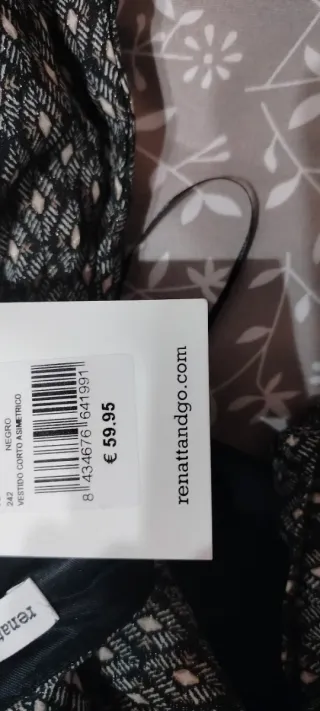 NEGRO
242
VESTIDO CORTO ASIMETRICO
8 434676 641991
€ 59.95
renattandgo.com